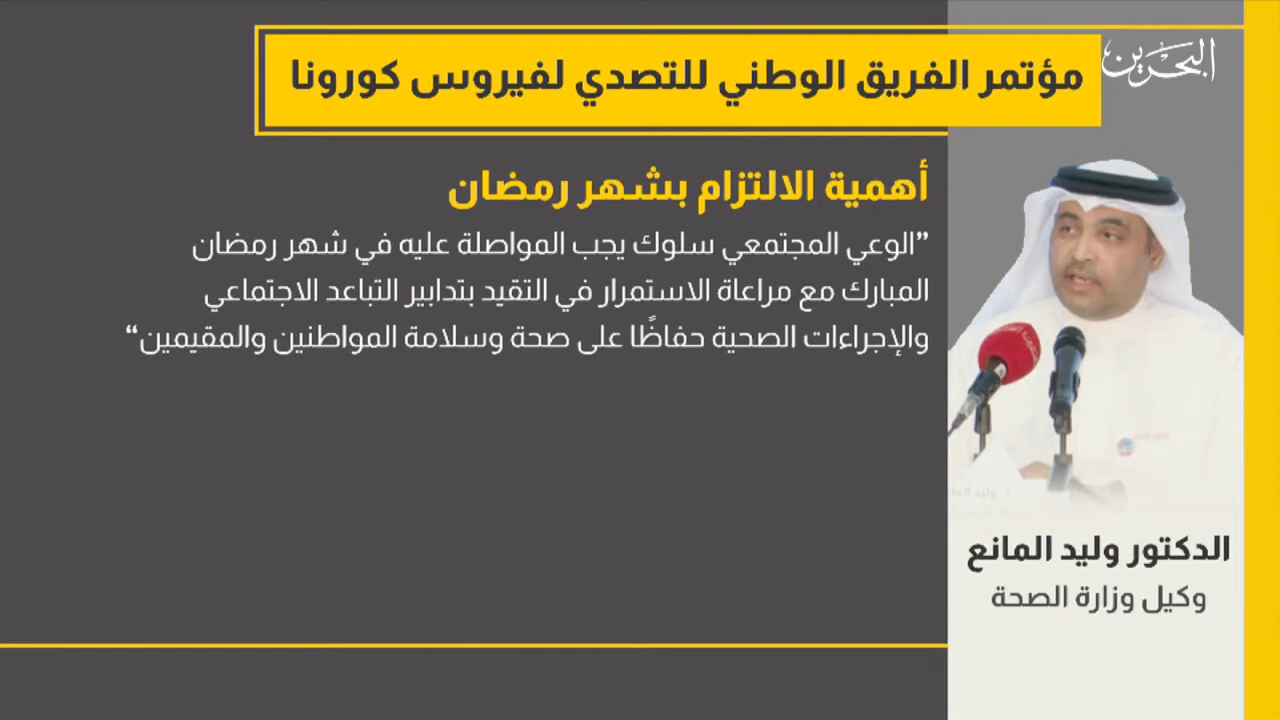 البحرين
مؤتمر الفريق الوطني للتصدي لفيروس كورونا
أهمية الالتزام بشهر رمضان
”الوعي المجتمعي سلوك يجب المواصلة عليه في شهر رمضان
المبارك مع مراعاة الاستمرار في التقيد بتدابير التباعد الاجتماعي
والإجراءات الصحية حفاظًا على صحة وسلامة المواطنين والمقيمين“
الدكتور وليد المانع
وكيل وزارة الصحة